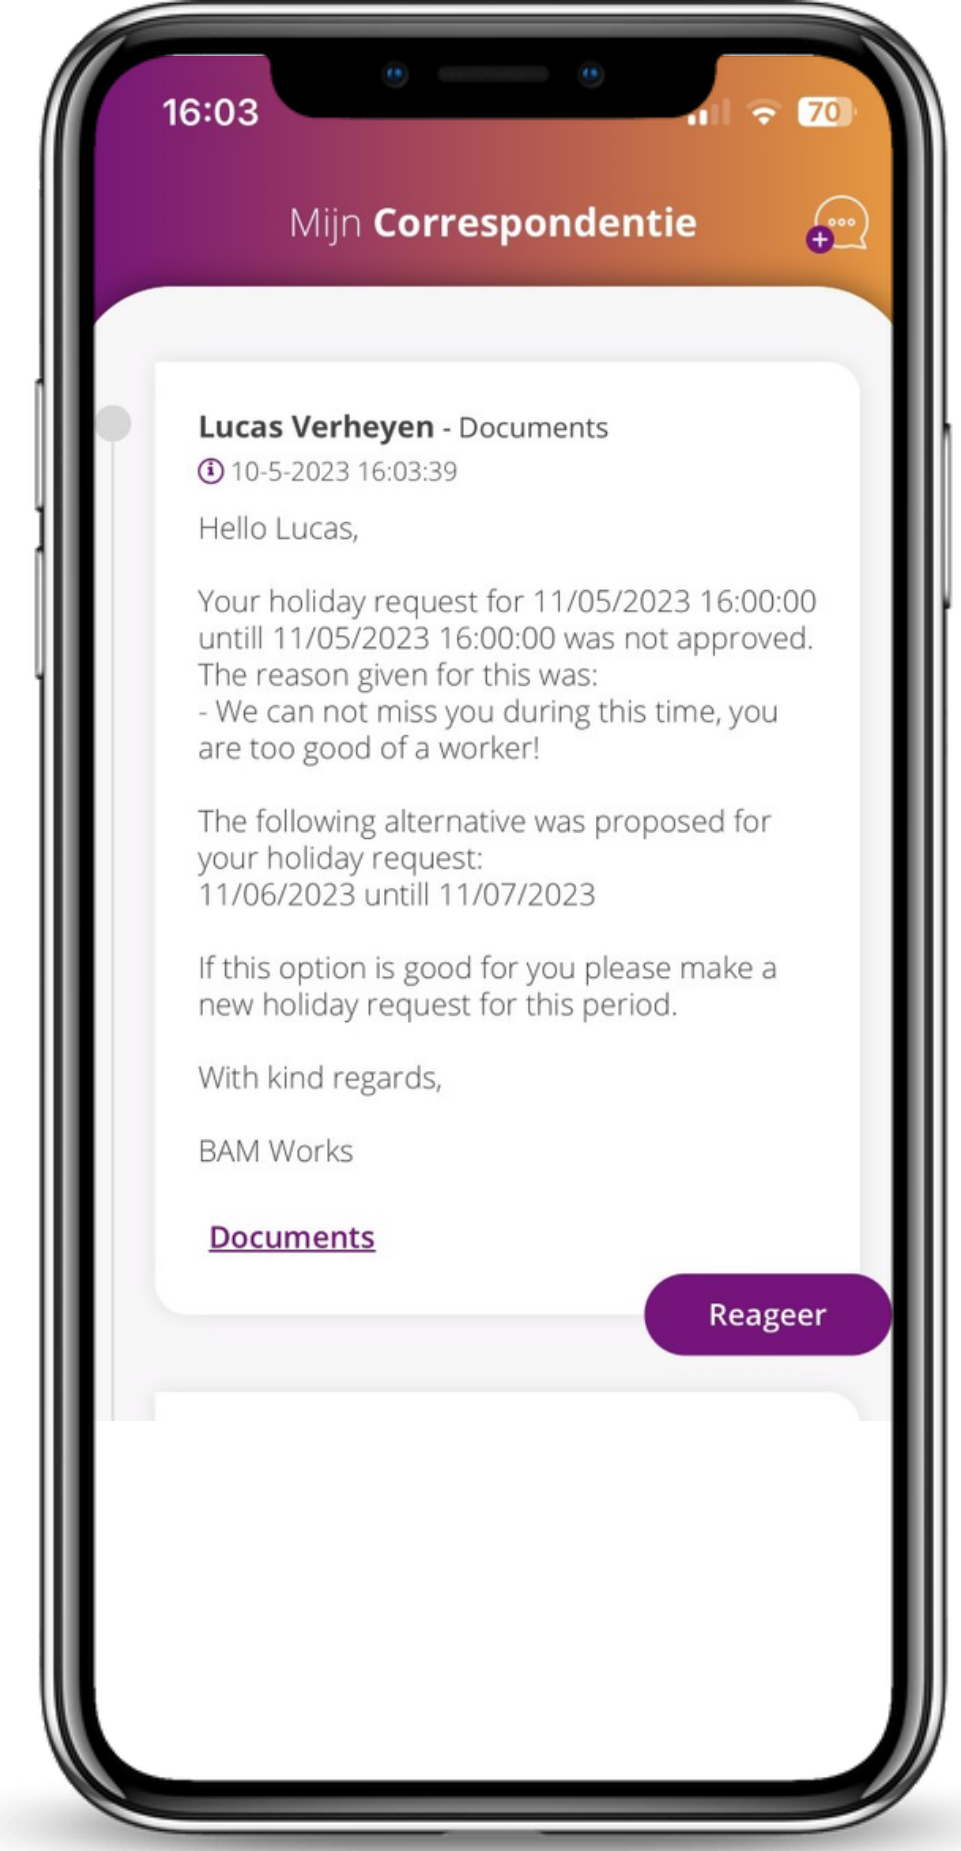 16:03
70
Mijn Correspondentie
Lucas Verheyen - Documents
10-5-2023 16:03:39
Hello Lucas,
Your holiday request for 11/05/2023 16:00:00
untill 11/05/2023 16:00:00 was not approved.
The reason given for this was:
- We can not miss you during this time, you
are too good of a worker!
The following alternative was proposed for
your holiday request:
11/06/2023 untill 11/07/2023
If this option is good for you please make a
new holiday request for this period.
With kind regards,
BAM Works
Documents
Reageer